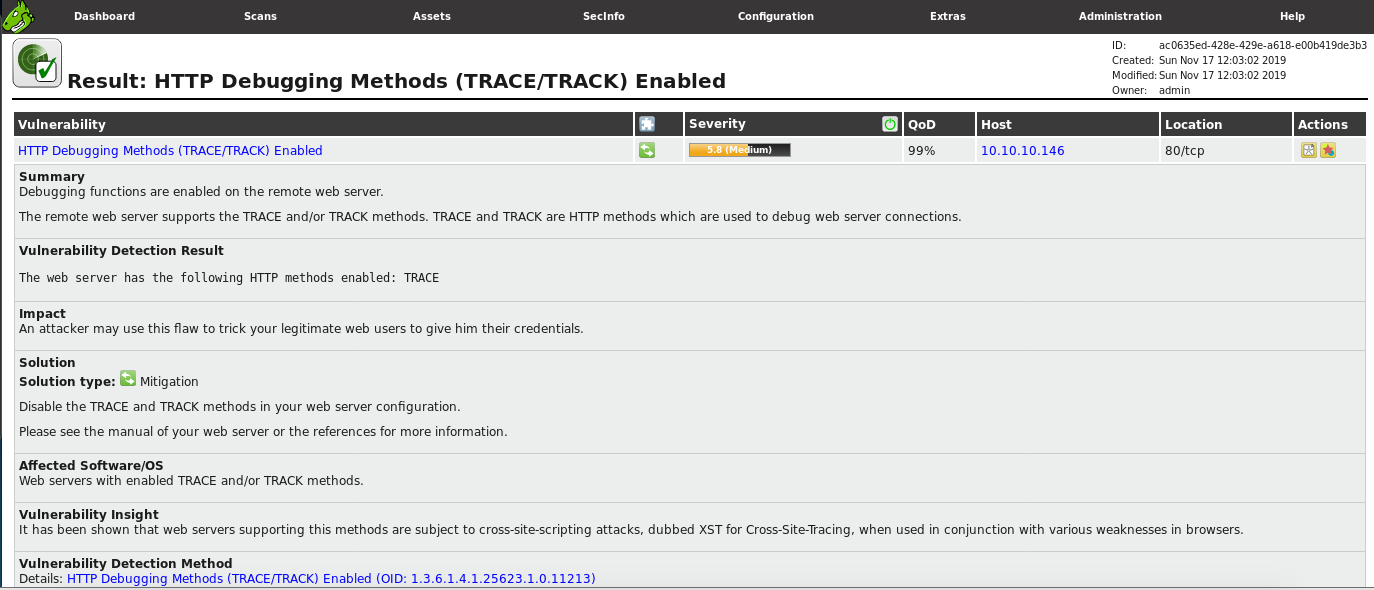 Dashboard Scans Assets SecInfo Configuration Extras Administration Help
Result: HTTP Debugging Methods (TRACE/TRACK) Enabled
ID: ac0635ed-428e-429e-a618-e00b419de3b3
Created: Sun Nov 17 12:03:02 2019
Modified: Sun Nov 17 12:03:02 2019
Owner: admin
Vulnerability Severity QoD Host Location Actions
HTTP Debugging Methods (TRACE/TRACK) Enabled 5.8 (Medium) 99% 10.10.10.146 80/tcp
Summary
Debugging functions are enabled on the remote web server.
The remote web server supports the TRACE and/or TRACK methods. TRACE and TRACK are HTTP methods which are used to debug web server connections.
Vulnerability Detection Result
The web server has the following HTTP methods enabled: TRACE
Impact
An attacker may use this flaw to trick your legitimate web users to give him their credentials.
Solution
Solution type: Mitigation
Disable the TRACE and TRACK methods in your web server configuration.
Please see the manual of your web server or the references for more information.
Affected Software/OS
Web servers with enabled TRACE and/or TRACK methods.
Vulnerability Insight
It has been shown that web servers supporting this methods are subject to cross-site-scripting attacks, dubbed XST for Cross-Site-Tracing, when used in conjunction with various weaknesses in browsers.
Vulnerability Detection Method
Details: HTTP Debugging Methods (TRACE/TRACK) Enabled (OID: 1.3.6.1.4.1.25623.1.0.11213)